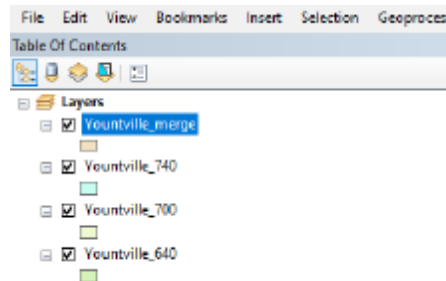 File Edit View Bookmarks Insert Selection Geoproces
Table Of Contents
Layers
Yountville_merge
Yountville_740
Yountville_700
Yountville_640